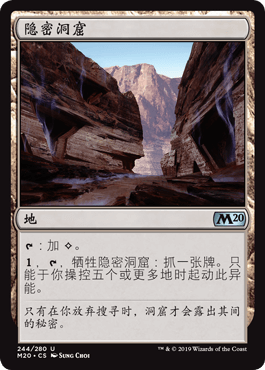 隐密洞窟
地
M20
：加 。
1，，牺牲隐密洞窟：抓一张牌。只
能于你操控五个或更多地时起动此异
能。
只有在你放弃搜寻时，洞窟才会露出其间
的秘密。
244/280 U
M20 • CS SUNG CHOI
™ & © 2019 Wizards of the Coast